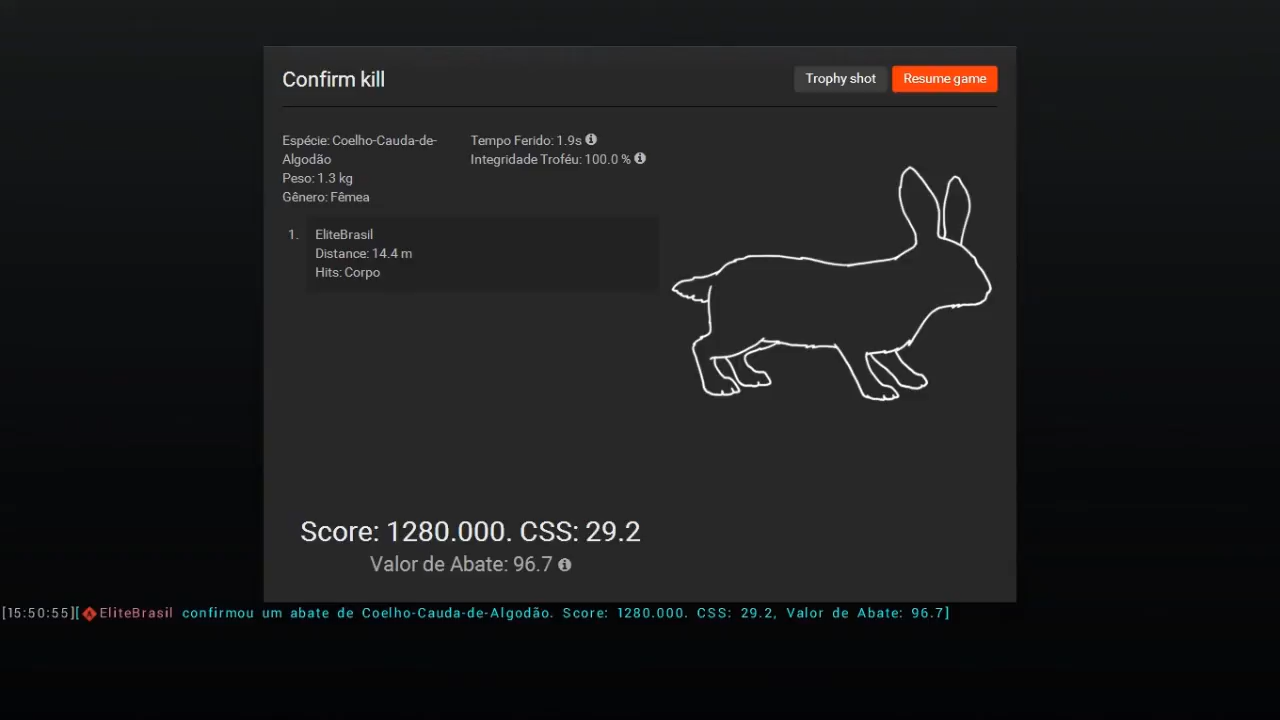 Confirm kill
Trophy shot
Resume game
Espécie: Coelho-Cauda-de-
Algodão
Peso: 1.3 kg
Gênero: Fêmea
Tempo Ferido: 1.9s
Integridade Troféu: 100.0 %
1.
EliteBrasil
Distance: 14.4 m
Hits: Corpo
Score: 1280.000. CSS: 29.2
Valor de Abate: 96.7
[15:50:55][EliteBrasil confirmou um abate de Coelho-Cauda-de-Algodão. Score: 1280.000. CSS: 29.2, Valor de Abate: 96.7]